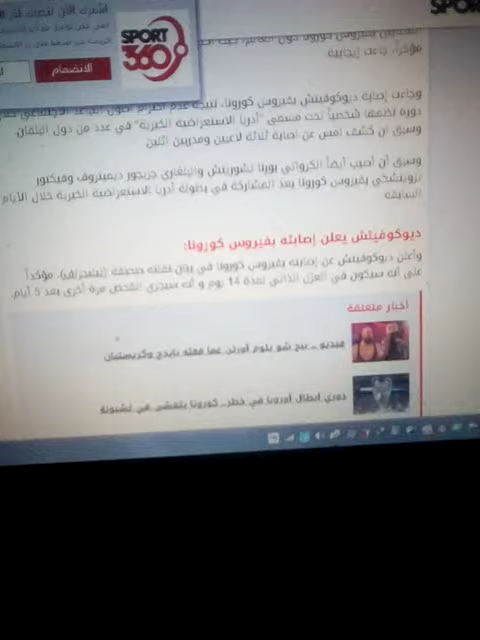 SPORT
360
الانضمام
مؤخراً، جاءت إيجابية.
وجاءت إصابة ديوكوفيتش بفيروس كورونا، نتيجة عدم احترام
دورة نظمها شخصياً تحت مسمى "أدريا الاستعراضية الخيرية" في عدد من دول البلقان،
وسبق أن كشف أمس عن إصابة ثلاثة لاعبين ومدربين اثنين
وسبق أن أصيب أيضاً الكرواتي بورنا تشوريتش والبلغاري جريجور ديميتروف وفيكتور
ترويتسكي بفيروس كورونا بعد المشاركة في بطولة أدريا الاستعراضية الخيرية خلال الأيام
السابقة
ديوكوفيتش يعلن إصابته بفيروس كورونا:
وأعلن ديوكوفيتش عن إصابته بفيروس كورونا في بيان نقلته صحيفة (تيليجراف)، مؤكداً
على أنه سيكون في العزل الذاتي لمدة 14 يوم و أنه سيجري الفحص مرة أخرى بعد 5 أيام.
أخبار متعلقة
فيديو .. بيج شو يلوم أورتن عما فعله بايدج وكريستيان
دوري أبطال أوروبا في خطر.. كورونا يتفشى في لشبونة